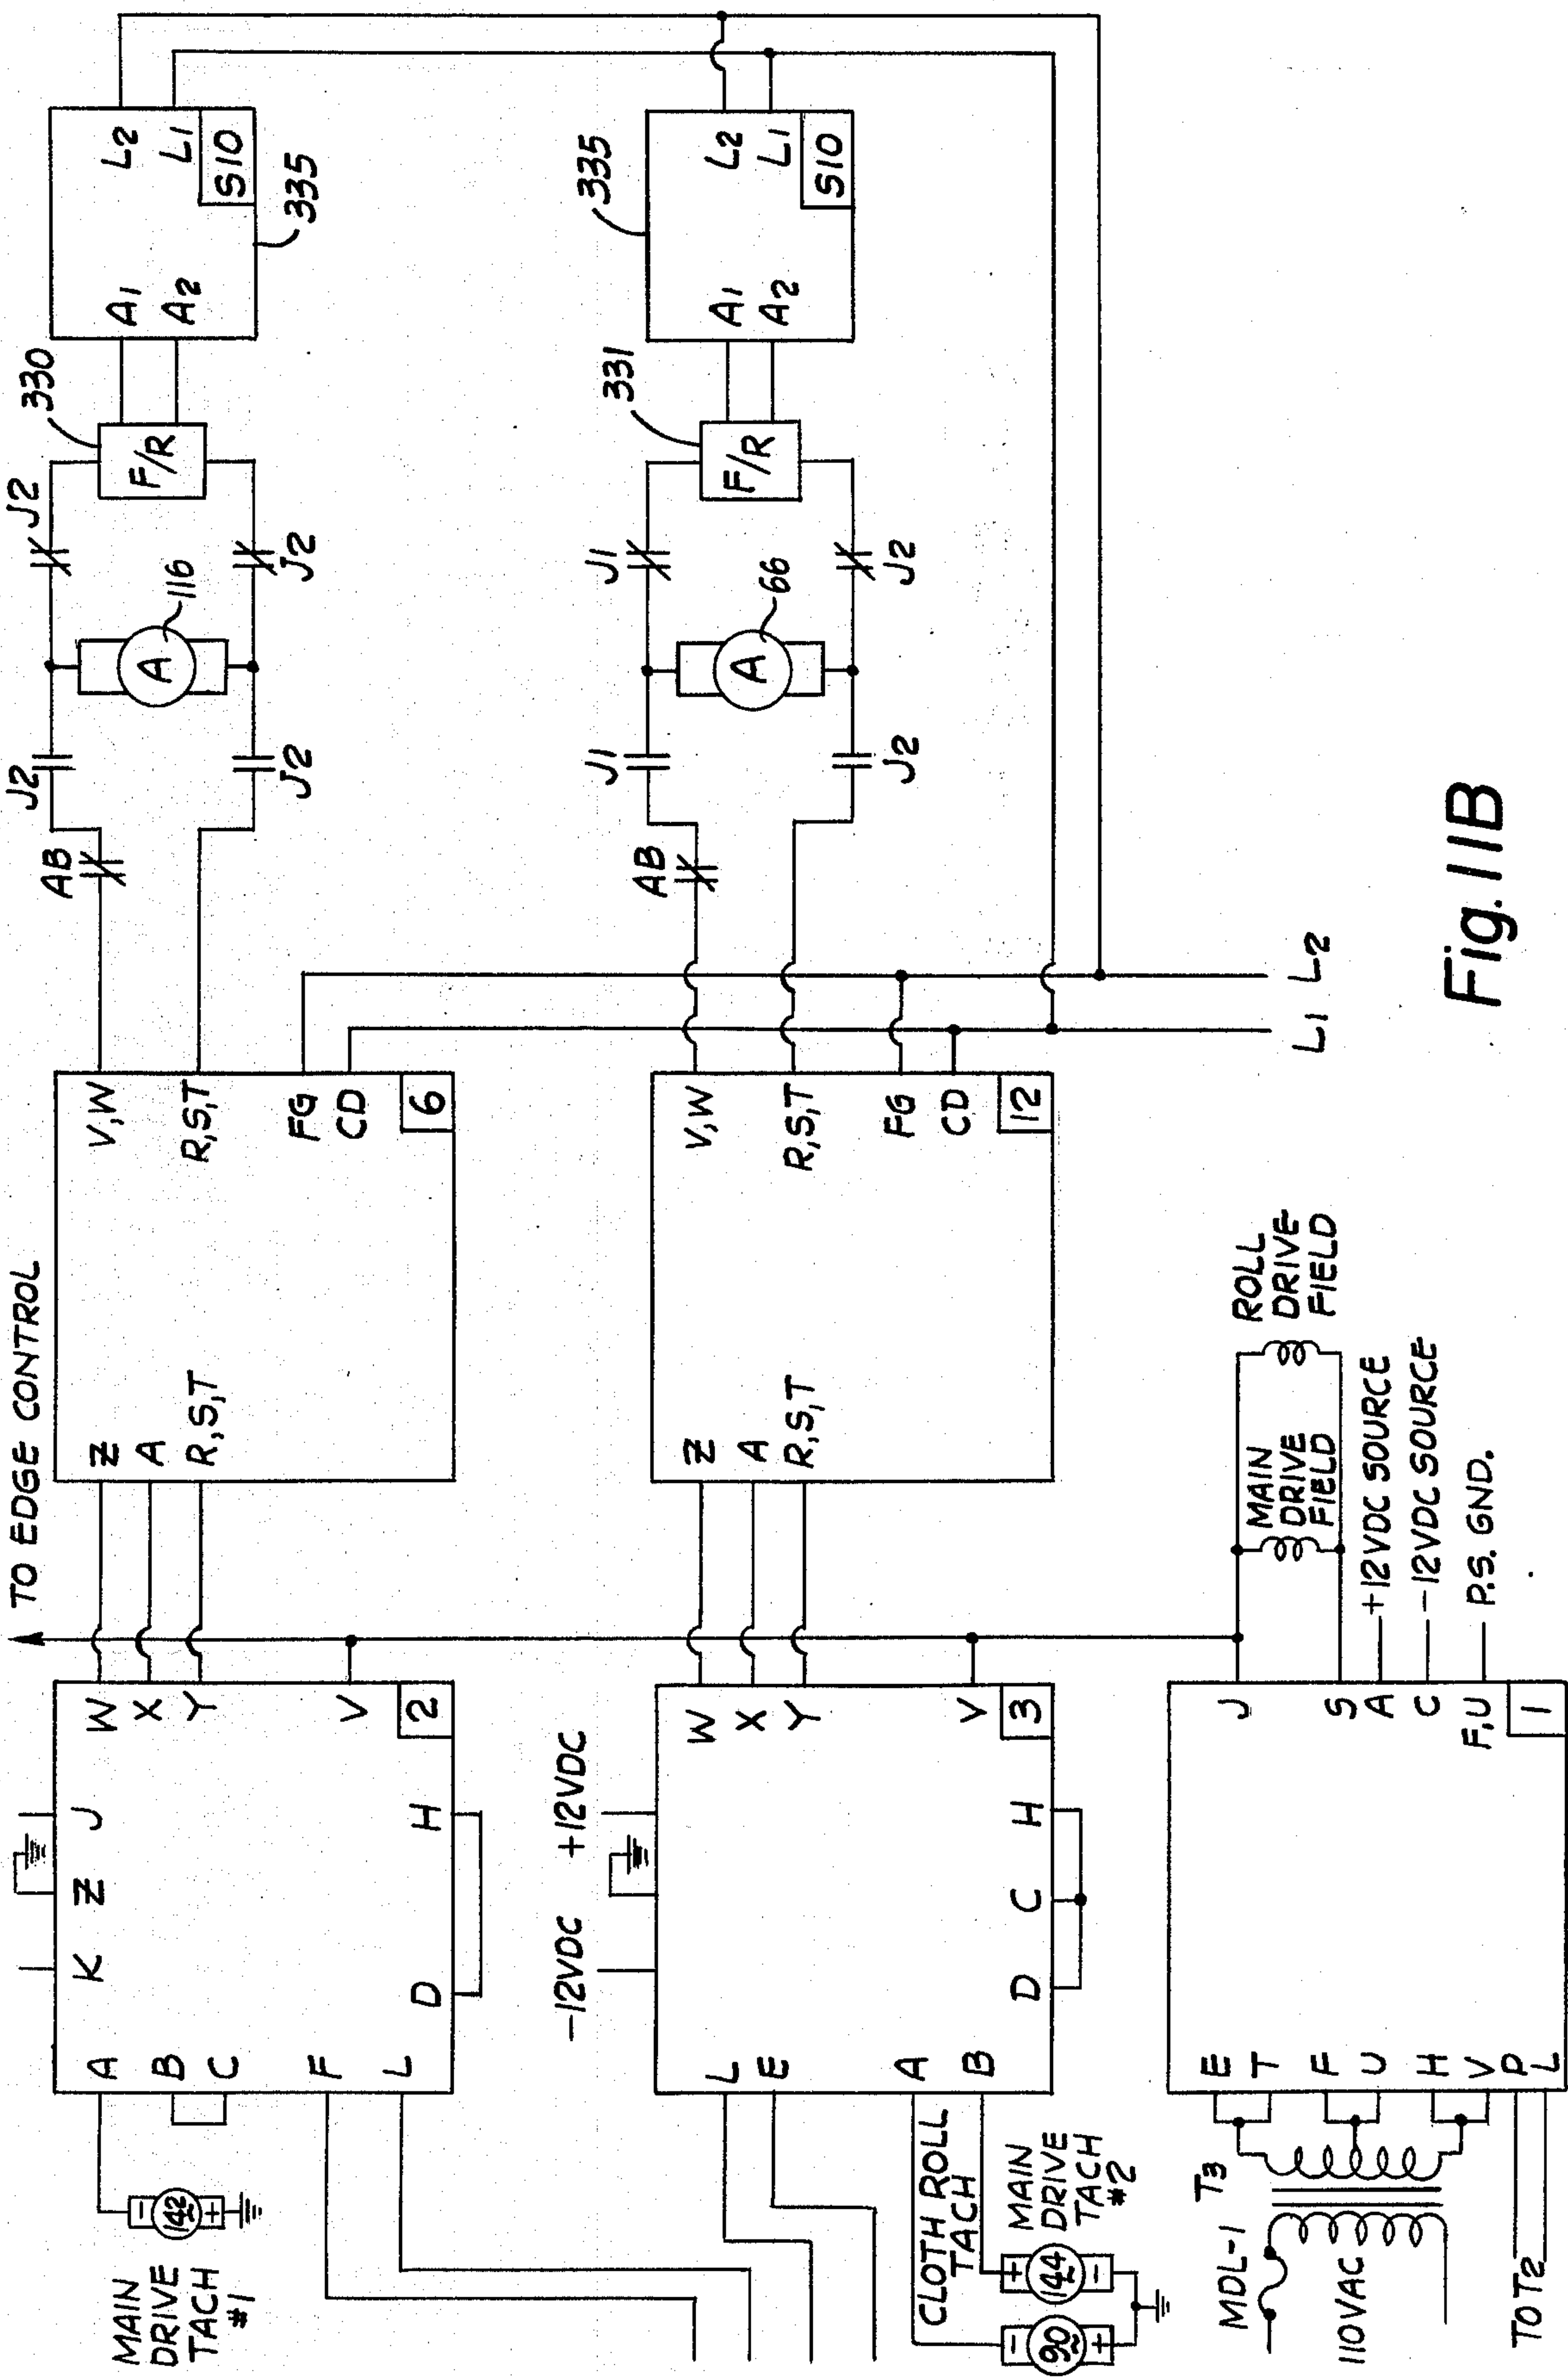 TO EDGE CONTROL
J2
J2
330
AB
A
116
J2
J2
F/R
A1
A2
L2
L1
S10
335
V,W
R,S,T
FG
CD
6
Z
A
R,S,T
K
Z
J
A
B
C
F
L
D
H
W
X
Y
V
2
MAIN
DRIVE
TACH
#1
-
142
+
J1
J1
331
AB
A
66
J2
J2
F/R
A1
A2
L2
L1
S10
335
V,W
R,S,T
FG
CD
12
Z
A
R,S,T
-12VDC
+12VDC
L
E
A
B
D
C
H
W
X
Y
V
3
CLOTH ROLL
TACH
MAIN
DRIVE
TACH
#2
+
144
-
-
90
+
L1
L2
MAIN
DRIVE
FIELD
ROLL
DRIVE
FIELD
J
S
A
C
F,U
1
+12VDC SOURCE
-12VDC SOURCE
P.S. GND.
E
T
F
U
H
V
P
L
MDL-1
T3
110VAC
TO T2
Fig. 11B